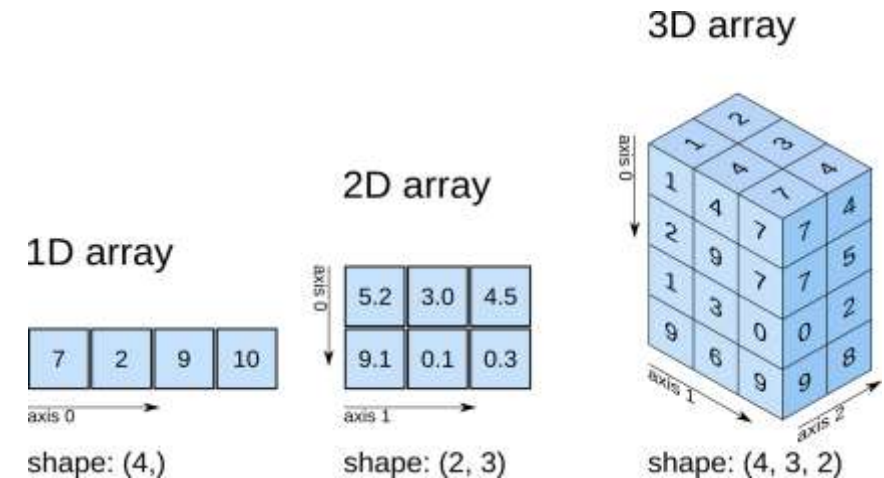 1D array
7 2 9 10
axis 0
shape: (4,)
2D array
axis 0
5.2 3.0 4.5
9.1 0.1 0.3
axis 1
shape: (2, 3)
3D array
axis 0
2
1 3
4 4
7
1 4 7 7 4
2 9 7 7 5
1 3 0 0 2
9 6 9 9 8
axis 1
axis 2
shape: (4, 3, 2)